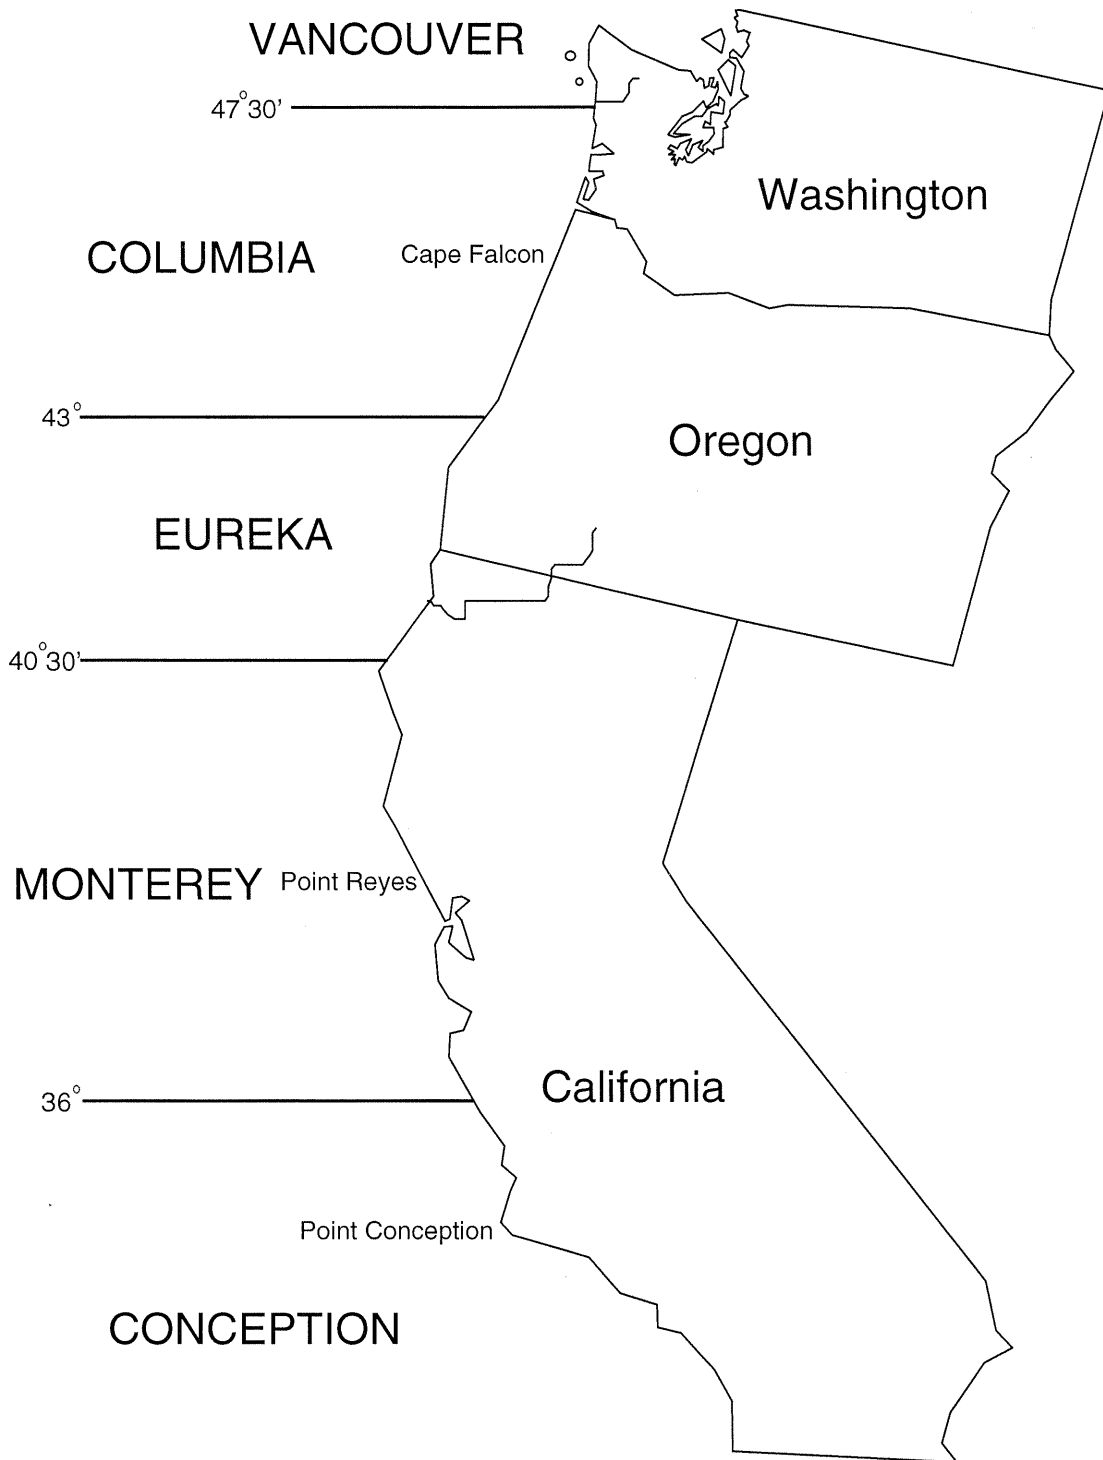 VANCOUVER
47°30'
Washington
COLUMBIA
Cape Falcon
43°
Oregon
EUREKA
40°30'
MONTEREY
Point Reyes
California
36°
Point Conception
CONCEPTION